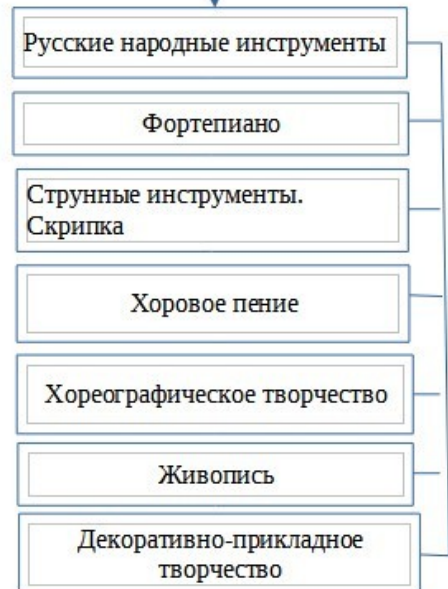 Русские народные инструменты
Фортепиано
Струнные инструменты.
Скрипка
Хоровое пение
Хореографическое творчество
Живопись
Декоративно-прикладное
творчество